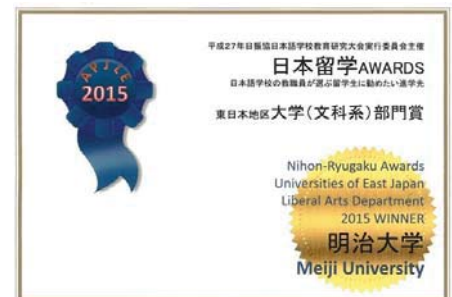 APJLE
2015
平成27年日振協日本語学校教育研究大会実行委員会主催
日本留学AWARDS
日本語学校の教職員が選ぶ留学生に勧めたい進学先
東日本地区大学(文科系)部門賞
Nihon-Ryugaku Awards
Universities of East Japan
Liberal Arts Department
2015 WINNER
明治大学
Meiji University